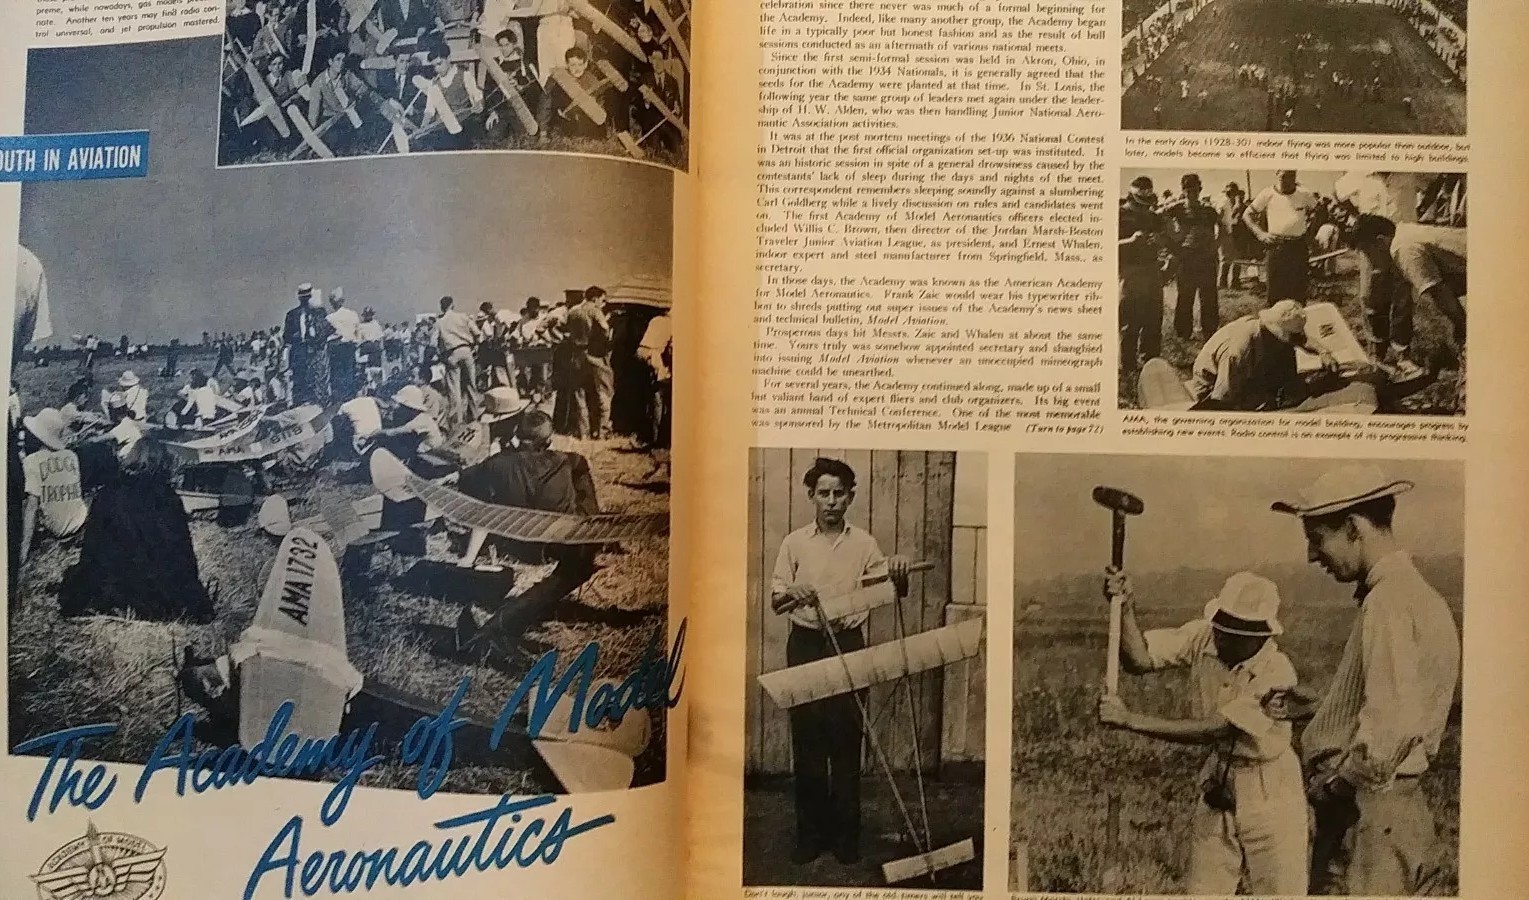 preme, while nowadays, gas models
nate. Another ten years may find radio con-
trol universal, and jet propulsion mastered.
OUTH IN AVIATION
DODGE
TROPHE
AMA 1732
The Academy of Model
Aeronautics
ACADEMY OF MODEL
celebration since there never was much of a formal beginning for
the Academy. Indeed, like many another group, the Academy began
life in a typically poor but honest fashion and as the result of bull
sessions conducted as an aftermath of various national meets.
Since the first semi-formal session was held in Akron, Ohio, in
conjunction with the 1934 Nationals, it is generally agreed that the
seeds for the Academy were planted at that time. In St. Louis, the
following year the same group of leaders met again under the leader-
ship of H. W. Alden, who was then handling Junior National Aero-
nautic Association activities.
It was at the post mortem meetings of the 1936 National Contest
in Detroit that the first official organization set-up was instituted. It
was an historic session in spite of a general drowsiness caused by the
contestants' lack of sleep during the days and nights of the meet.
This correspondent remembers sleeping soundly against a slumbering
Carl Goldberg while a lively discussion on rules and candidates went
on. The first Academy of Model Aeronautics officers elected in-
cluded Willis C. Brown, then director of the Jordan Marsh-Boston
Traveler Junior Aviation League, as president, and Ernest Whalen,
indoor expert and steel manufacturer from Springfield, Mass., as
secretary.
In those days, the Academy was known as the American Academy
for Model Aeronautics. Frank Zaic would wear his typewriter rib-
bon to shreds putting out super issues of the Academy's news sheet
and technical bulletin, Model Aviation.
Prosperous days hit Messrs. Zaic and Whalen at about the same
time. Yours truly was somehow appointed secretary and shanghied
into issuing Model Aviation whenever an unoccupied mimeograph
machine could be unearthed.
For several years, the Academy continued along, made up of a small
but valiant band of expert fliers and club organizers. Its big event
was an annual Technical Conference. One of the most memorable
was sponsored by the Metropolitan Model League (Turn to page 72)
In the early days (1928-30) indoor flying was more popular than outdoor, but
later, models became so efficient that flying was limited to high buildings.
AMA, the governing organization for model building, encourages progress by
establishing new events. Radio control is an example of its progressive thinking.
Don't laugh, junior, any of the old timers will tell you